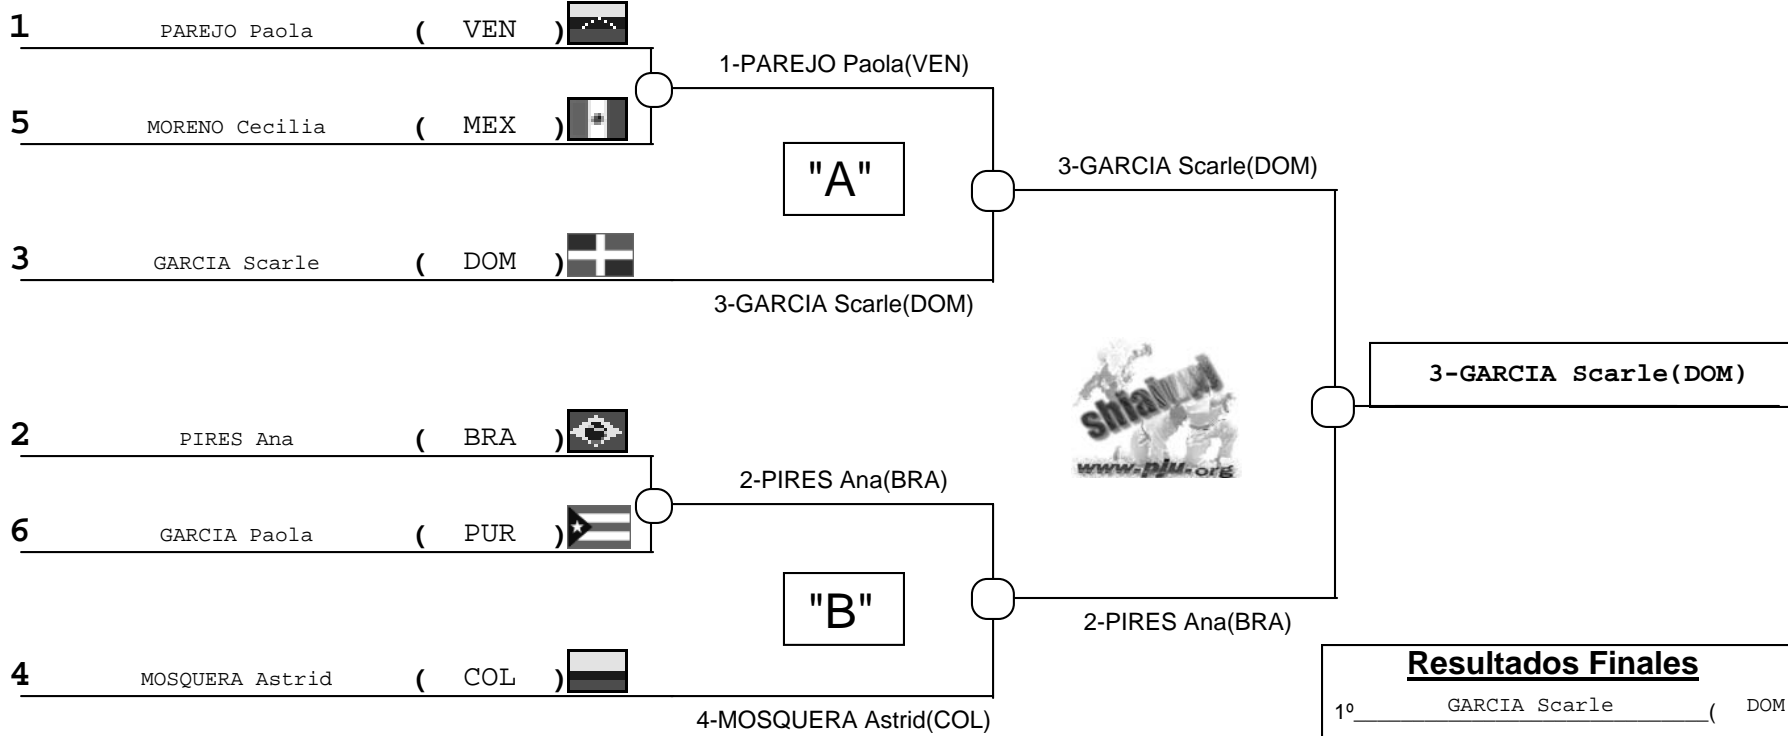 1 PAREJO Paola ( VEN )
1-PAREJO Paola(VEN)
5 MORENO Cecilia ( MEX )
"A"
3-GARCIA Scarle(DOM)
3 GARCIA Scarle ( DOM )
3-GARCIA Scarle(DOM)
3-GARCIA Scarle(DOM)
shiai
www.pju.org
2 PIRES Ana ( BRA )
2-PIRES Ana(BRA)
6 GARCIA Paola ( PUR )
"B"
2-PIRES Ana(BRA)
4 MOSQUERA Astrid ( COL )
4-MOSQUERA Astrid(COL)
Resultados Finales
1º GARCIA Scarle ( DOM